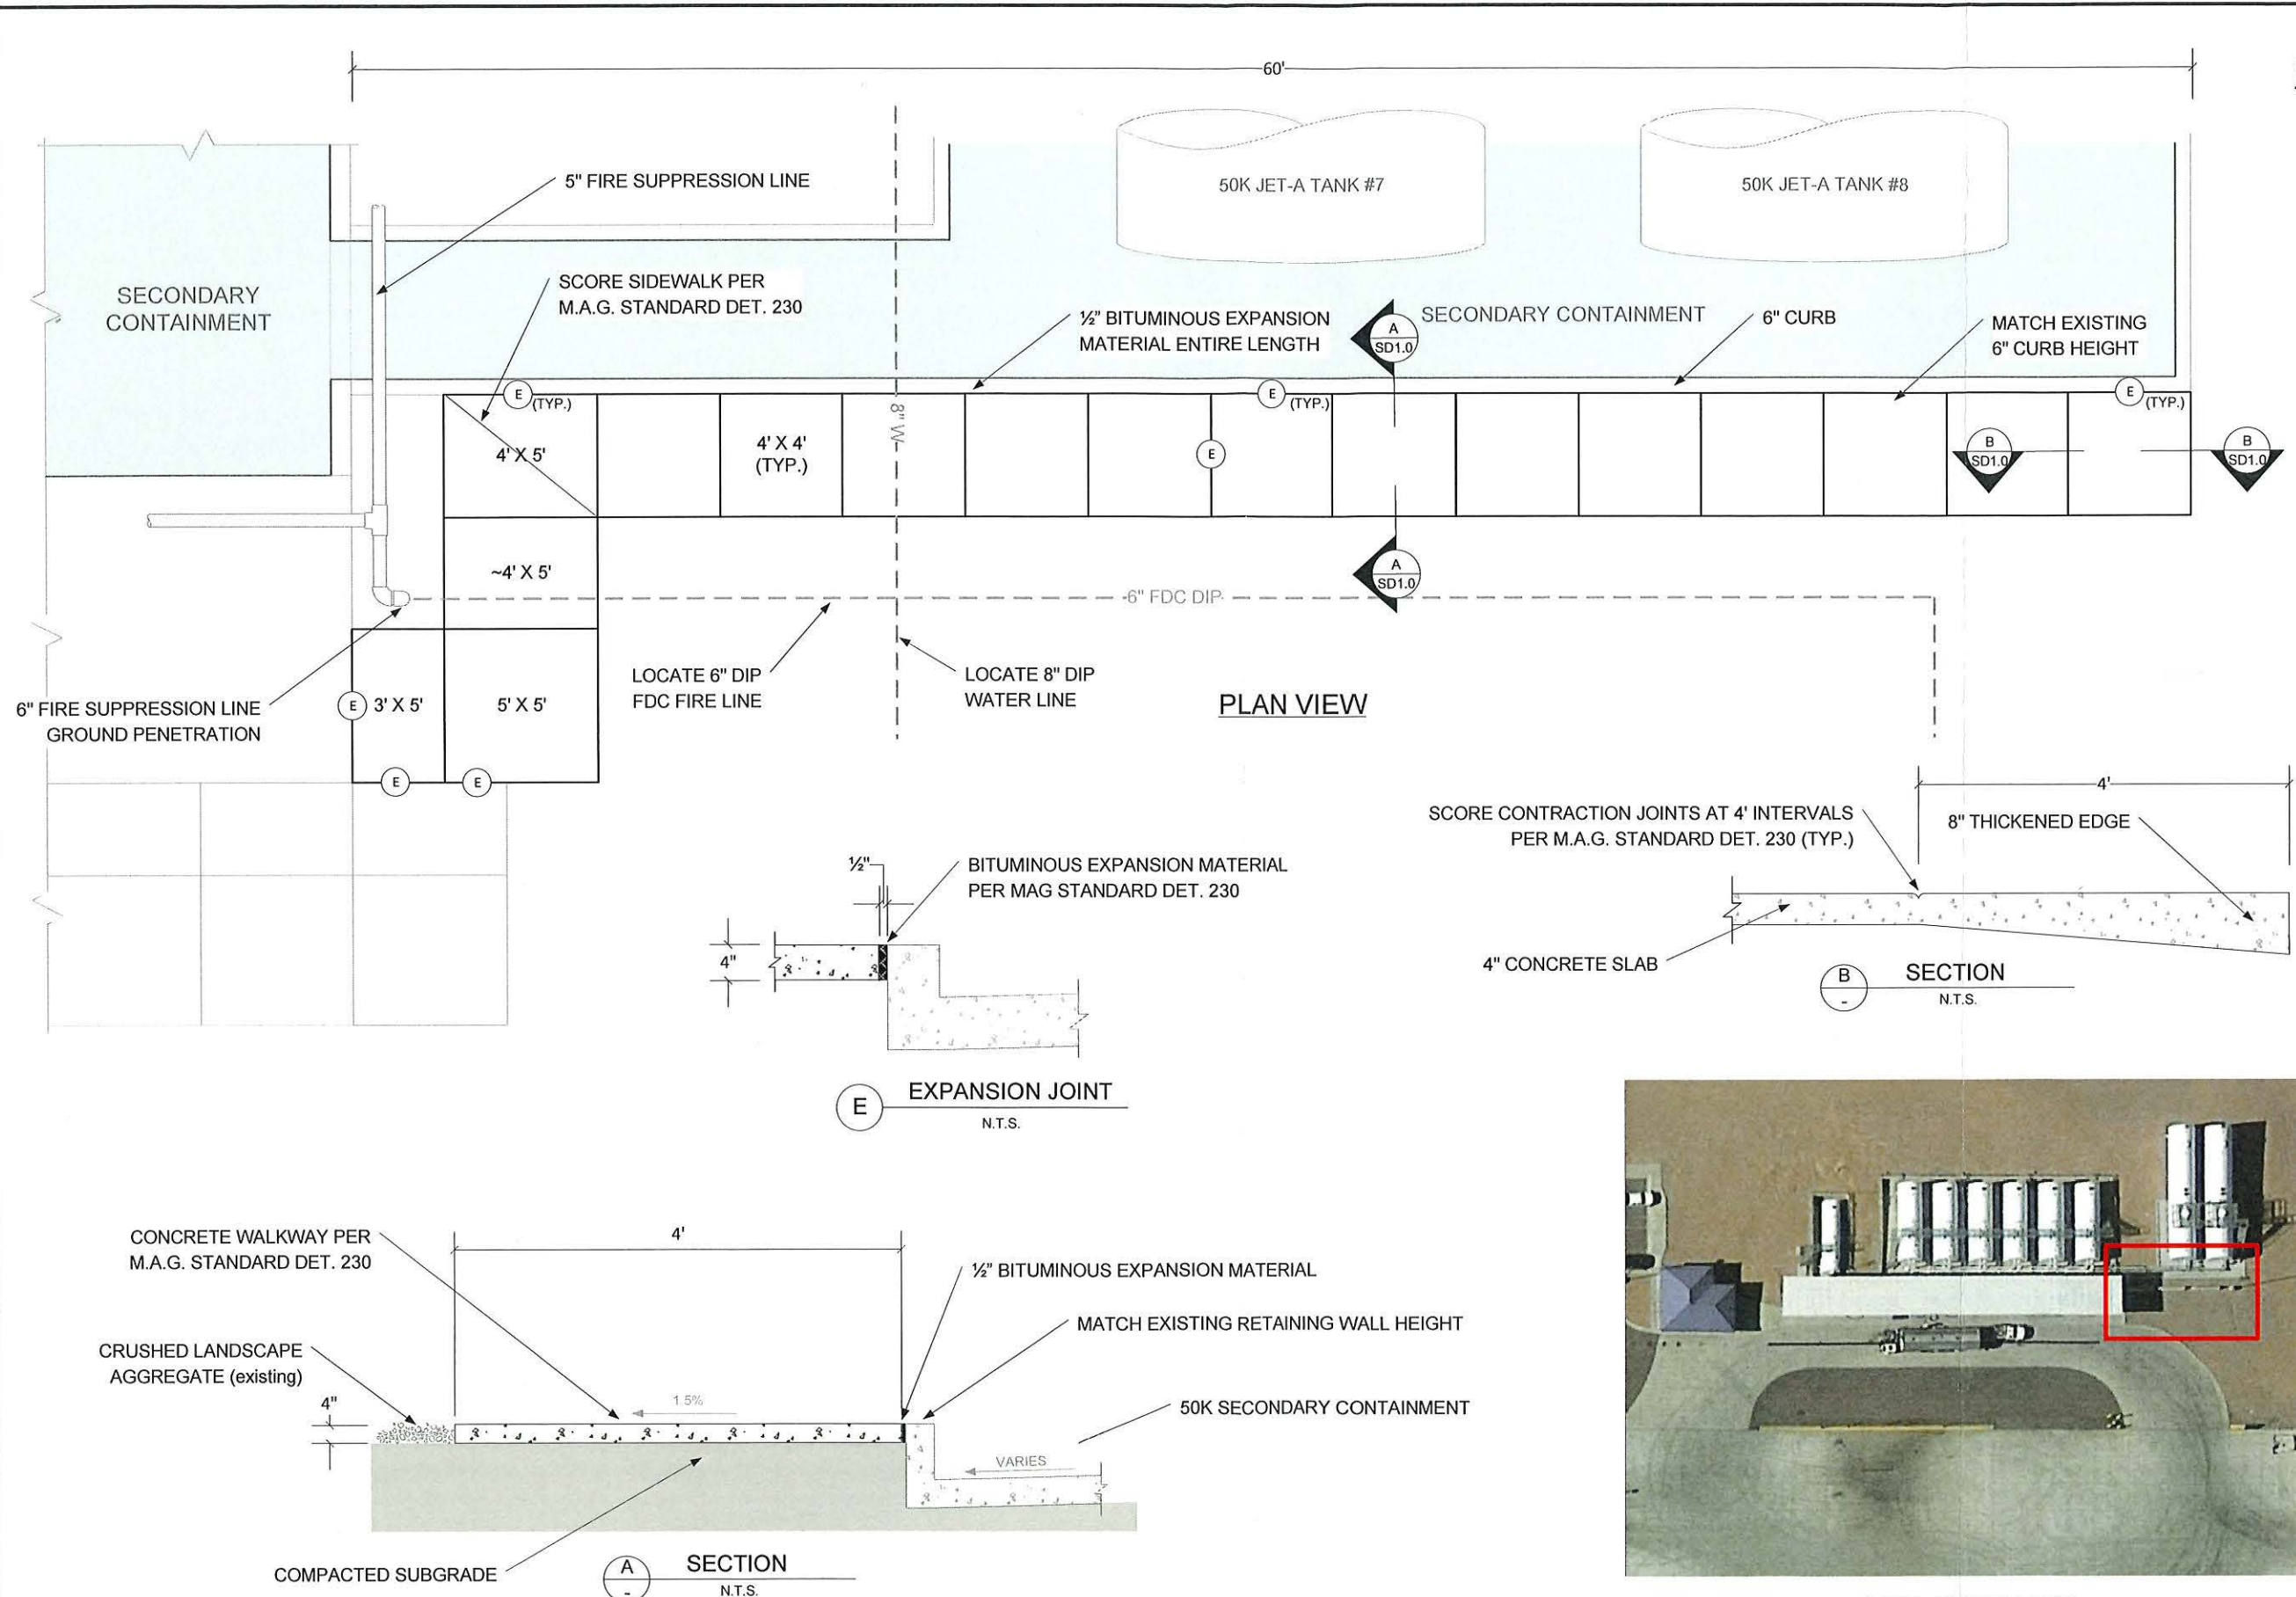 60'
5" FIRE SUPPRESSION LINE
50K JET-A TANK #7
50K JET-A TANK #8
SECONDARY
CONTAINMENT
SCORE SIDEWALK PER
M.A.G. STANDARD DET. 230
½" BITUMINOUS EXPANSION
MATERIAL ENTIRE LENGTH
A
SD1.0
SECONDARY CONTAINMENT
6" CURB
MATCH EXISTING
6" CURB HEIGHT
E
(TYP.)
E
(TYP.)
E
(TYP.)
4' X 5'
4' X 4'
(TYP.)
8" W
E
B
SD1.0
B
SD1.0
~4' X 5'
A
SD1.0
6" FDC DIP
6" FIRE SUPPRESSION LINE
GROUND PENETRATION
E
3' X 5'
5' X 5'
LOCATE 6" DIP
FDC FIRE LINE
LOCATE 8" DIP
WATER LINE
PLAN VIEW
E
E
4'
SCORE CONTRACTION JOINTS AT 4' INTERVALS
PER M.A.G. STANDARD DET. 230 (TYP.)
8" THICKENED EDGE
4" CONCRETE SLAB
B
-
SECTION
N.T.S.
½"
BITUMINOUS EXPANSION MATERIAL
PER MAG STANDARD DET. 230
4"
E
EXPANSION JOINT
N.T.S.
CONCRETE WALKWAY PER
M.A.G. STANDARD DET. 230
4'
½" BITUMINOUS EXPANSION MATERIAL
MATCH EXISTING RETAINING WALL HEIGHT
CRUSHED LANDSCAPE
AGGREGATE (existing)
4"
1.5%
50K SECONDARY CONTAINMENT
VARIES
COMPACTED SUBGRADE
A
-
SECTION
N.T.S.